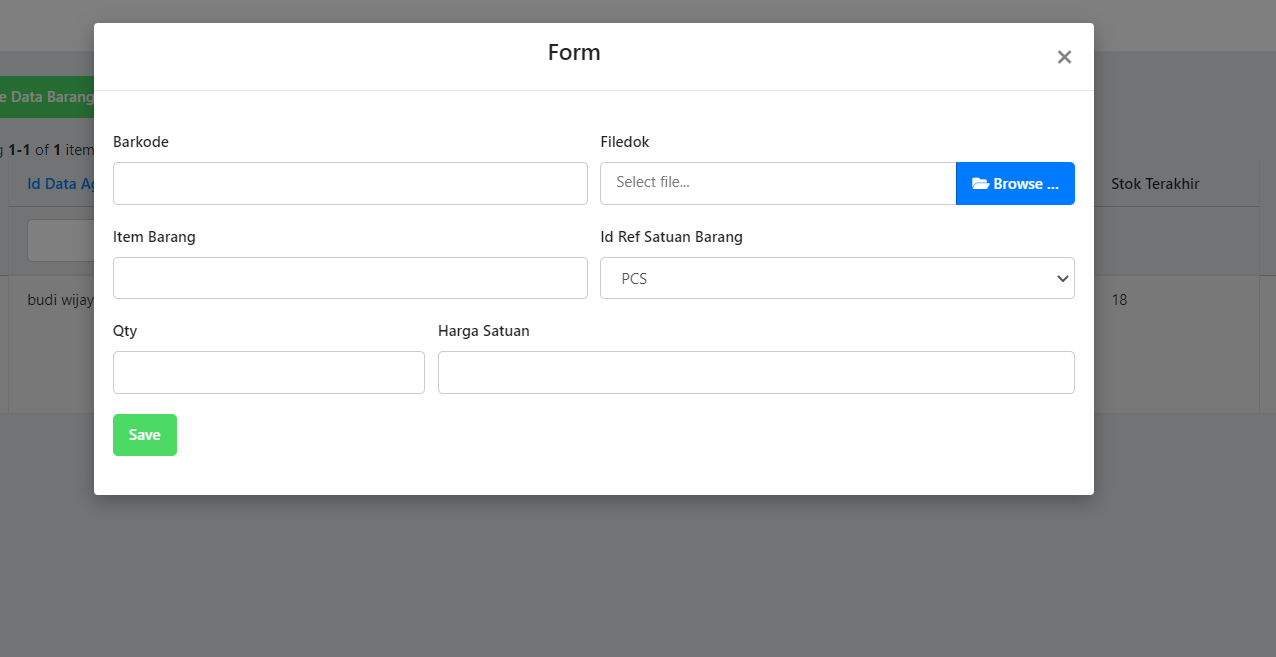 Form
×
e Data Barang
1-1 of 1 item
Id Data Ag
Stok Terakhir
budi wijay
18
Barkode
Filedok
Select file...
Browse ...
Item Barang
Id Ref Satuan Barang
PCS
Qty
Harga Satuan
Save